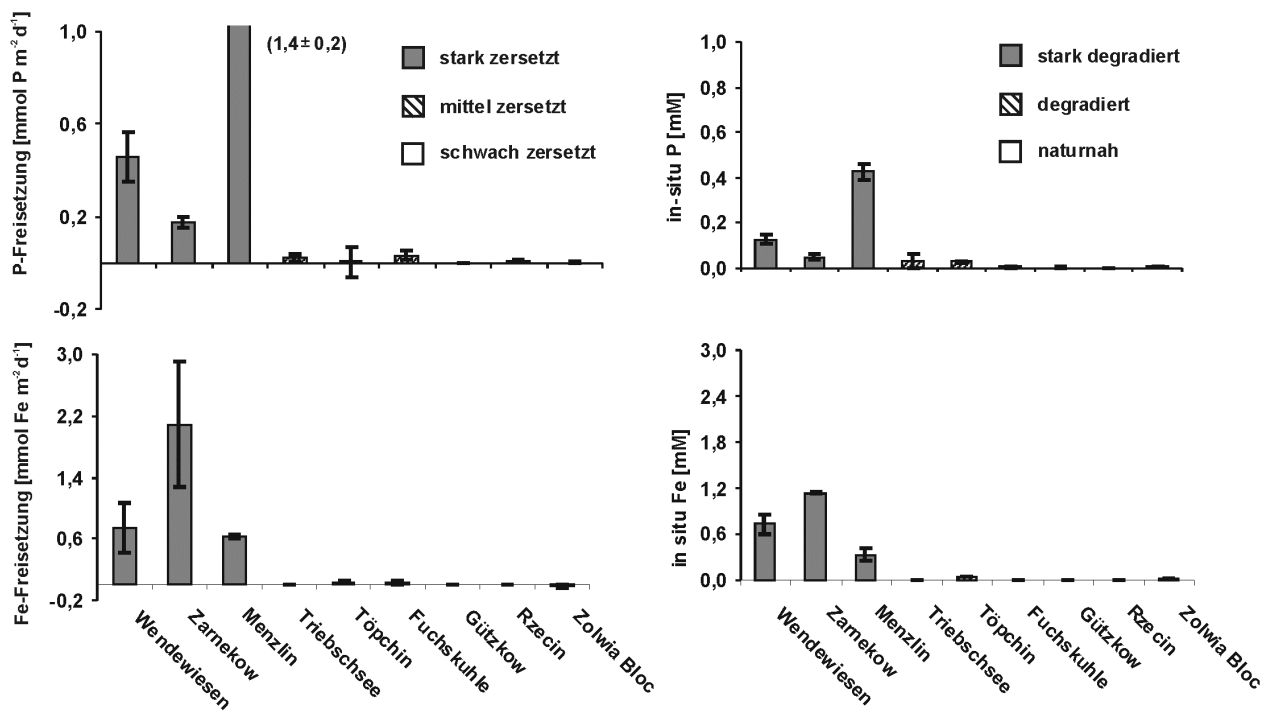 P-Freisetzung [mmol P m⁻² d⁻¹]
1,0
0,6
0,2
-0,2
(1,4 ± 0,2)
stark zersetzt
mittel zersetzt
schwach zersetzt
in-situ P [mM]
1,0
0,8
0,6
0,4
0,2
0,0
stark degradiert
degradiert
naturnah
Fe-Freisetzung [mmol Fe m⁻² d⁻¹]
3,0
2,2
1,4
0,6
-0,2
Wendewiesen
Zarnekow
Menzlin
Triebschsee
Töpchin
Fuchskuhle
Gützkow
Rzecin
Zolwia Bloc
in situ Fe [mM]
3,0
2,4
1,8
1,2
0,6
0,0
Wendewiesen
Zarnekow
Menzlin
Triebschsee
Töpchin
Fuchskuhle
Gützkow
Rzecin
Zolwia Bloc